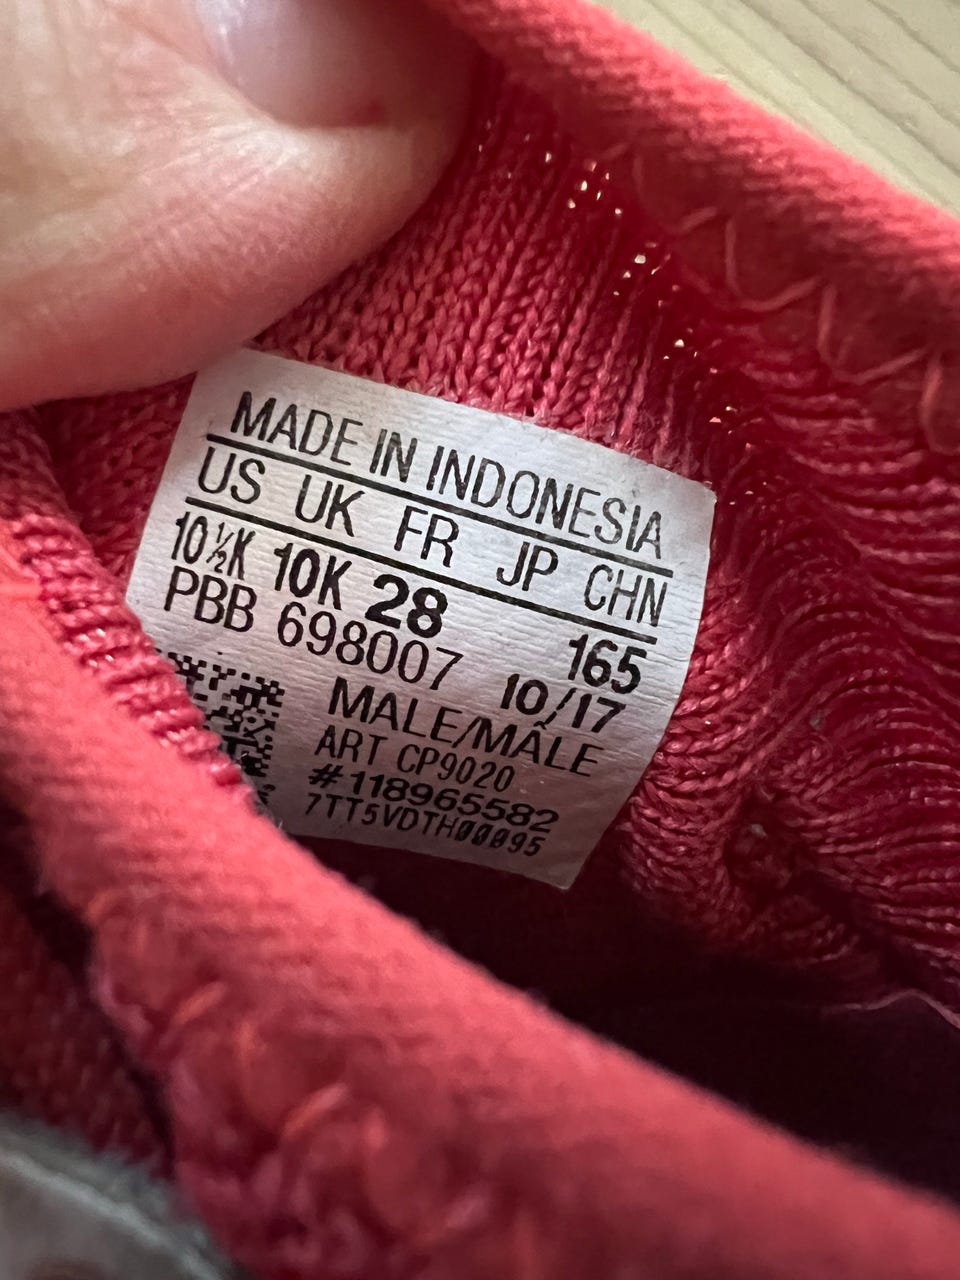 MADE IN INDONESIA
US UK FR JP CHN
10½K 10K 28 165
PBB 698007 10/17
MALE/MÂLE
ART CP9020
#118965582
7TT5VDTH00095